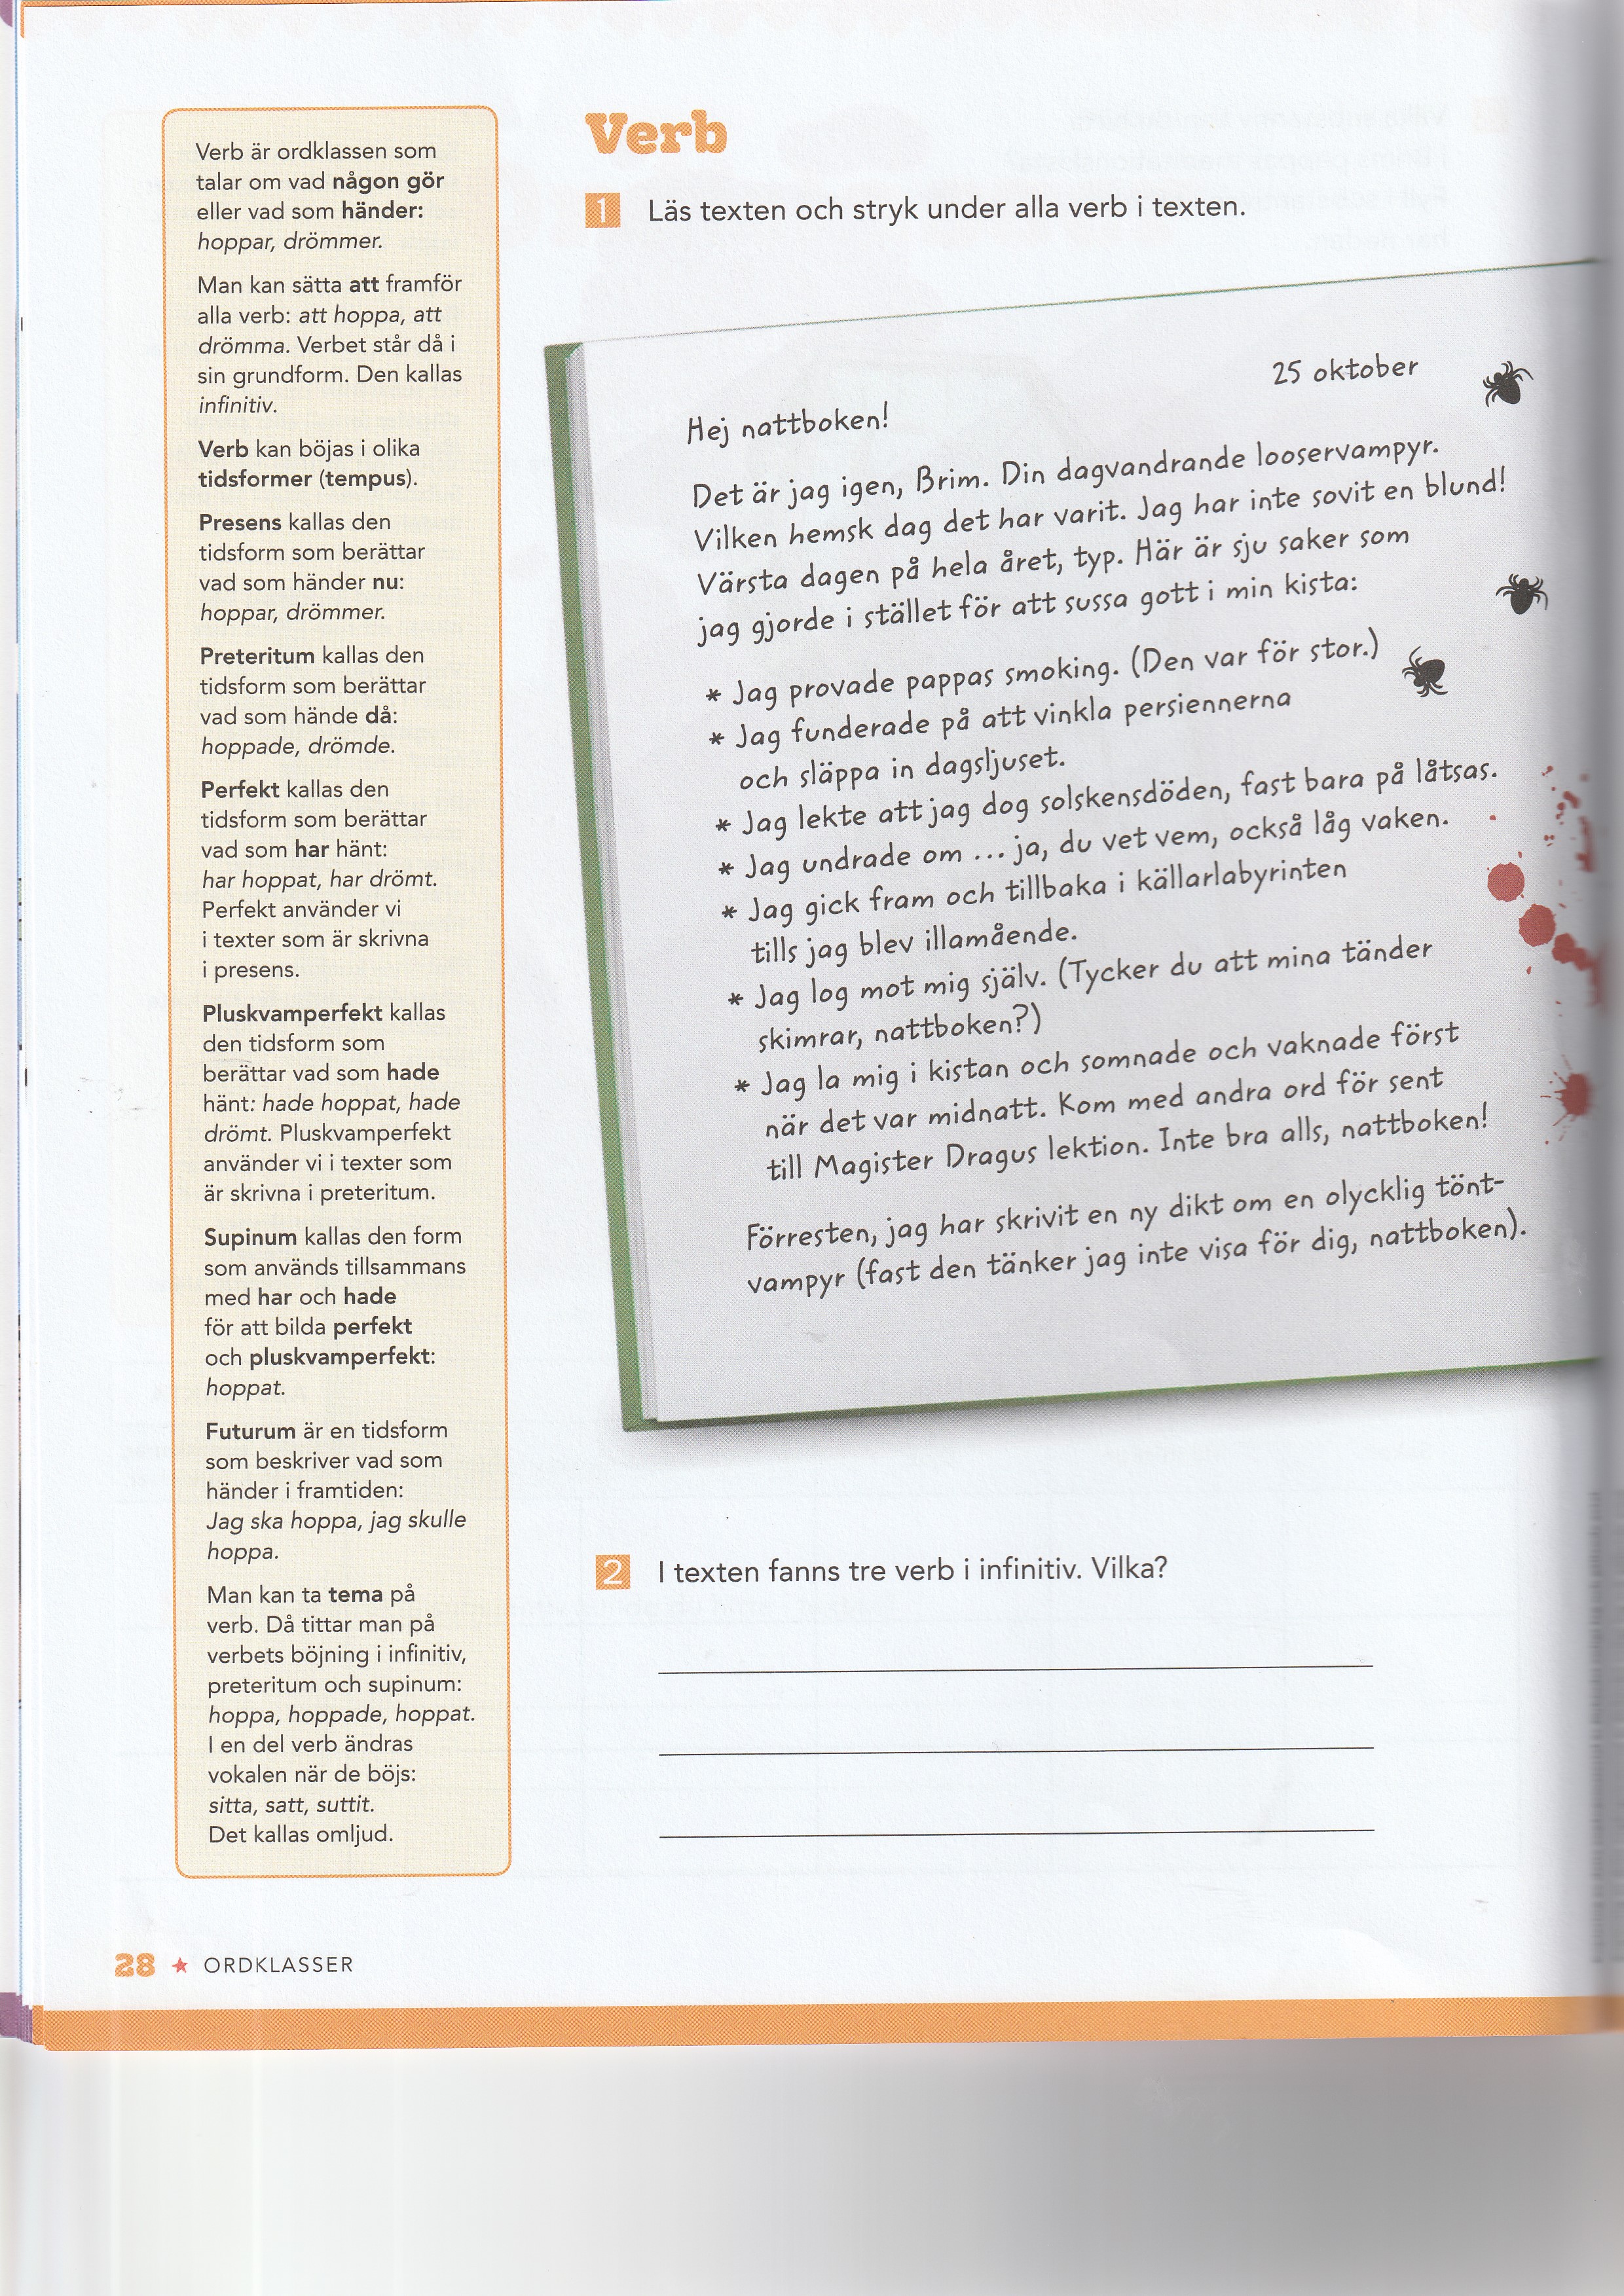 Verb är ordklassen som
talar om vad någon gör
eller vad som händer:
hoppar, drömmer.
Man kan sätta att framför
alla verb: att hoppa, att
drömma. Verbet står då i
sin grundform. Den kallas
infinitiv.
Verb kan böjas i olika
tidsformer (tempus).
Presens kallas den
tidsform som berättar
vad som händer nu:
hoppar, drömmer.
Preteritum kallas den
tidsform som berättar
vad som hände då:
hoppade, drömde.
Perfekt kallas den
tidsform som berättar
vad som har hänt:
har hoppat, har drömt.
Perfekt använder vi
i texter som är skrivna
i presens.
Pluskvamperfekt kallas
den tidsform som
berättar vad som hade
hänt: hade hoppat, hade
drömt. Pluskvamperfekt
använder vi i texter som
är skrivna i preteritum.
Supinum kallas den form
som används tillsammans
med har och hade
för att bilda perfekt
och pluskvamperfekt:
hoppat.
Futurum är en tidsform
som beskriver vad som
händer i framtiden:
Jag ska hoppa, jag skulle
hoppa.
Man kan ta tema på
verb. Då tittar man på
verbets böjning i infinitiv,
preteritum och supinum:
hoppa, hoppade, hoppat.
I en del verb ändras
vokalen när de böjs:
sitta, satt, suttit.
Det kallas omljud.
Verb
1 Läs texten och stryk under alla verb i texten.
25 oktober
Hej nattboken!
Det är jag igen, Brim. Din dagvandrande looservampyr.
Vilken hemsk dag det har varit. Jag har inte sovit en blund!
Värsta dagen på hela året, typ. Här är sju saker som
jag gjorde i stället för att sussa gott i min kista:
* Jag provade pappas smoking. (Den var för stor.)
* Jag funderade på att vinkla persiennerna
och släppa in dagsljuset.
* Jag lekte att jag dog solskensdöden, fast bara på låtsas.
* Jag undrade om ... ja, du vet vem, också låg vaken.
* Jag gick fram och tillbaka i källarlabyrinten
tills jag blev illamående.
* Jag log mot mig själv. (Tycker du att mina tänder
skimrar, nattboken?)
* Jag la mig i kistan och somnade och vaknade först
när det var midnatt. Kom med andra ord för sent
till Magister Dragus lektion. Inte bra alls, nattboken!
Förresten, jag har skrivit en ny dikt om en olycklig tönt-
vampyr (fast den tänker jag inte visa för dig, nattboken).
2 I texten fanns tre verb i infinitiv. Vilka?
28 ★ ORDKLASSER